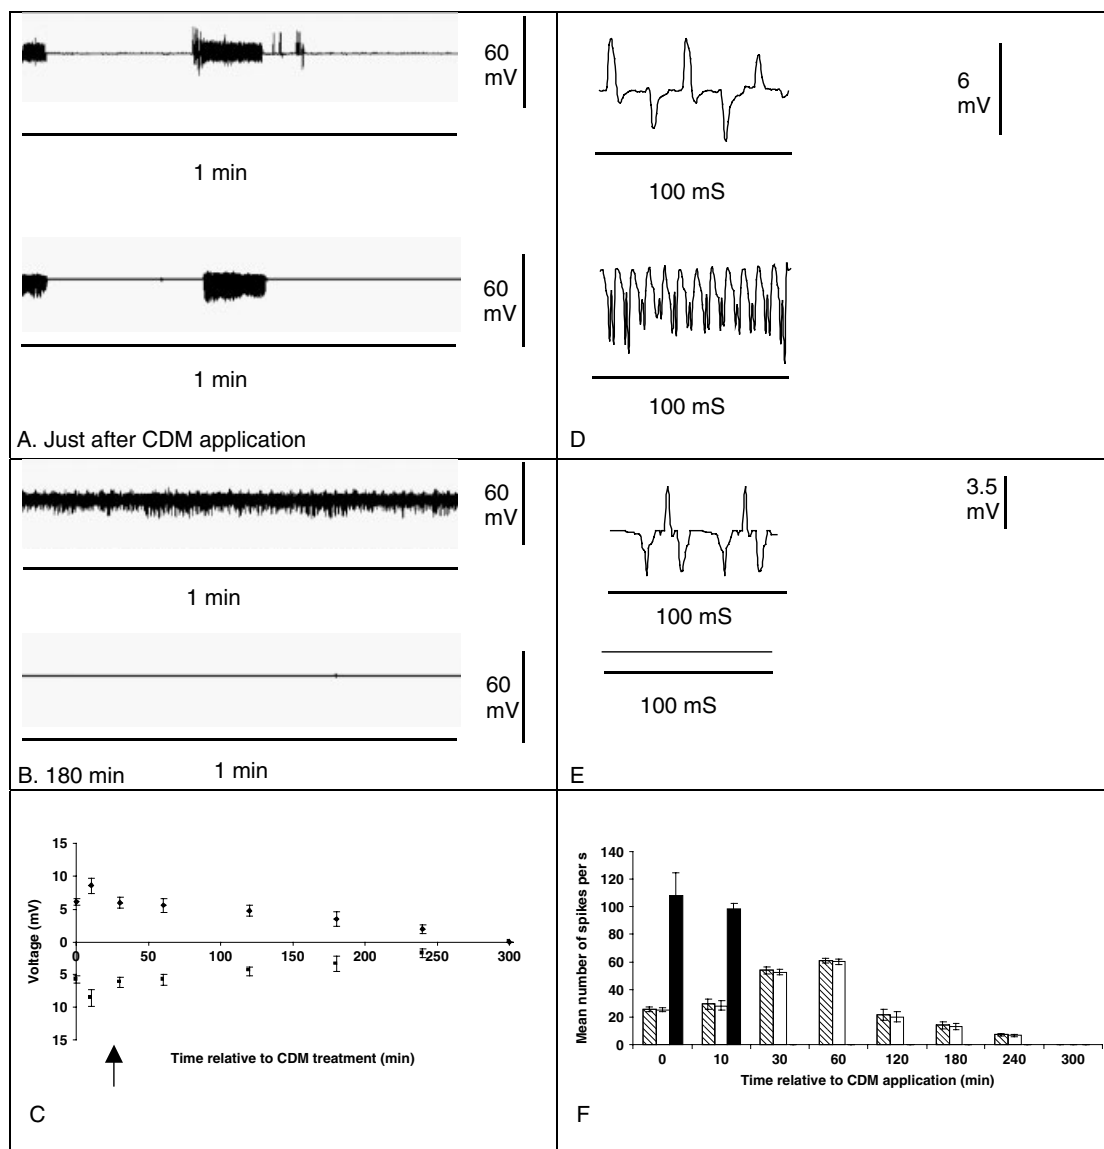 60
mV
1 min
60
mV
1 min
A. Just after CDM application
6
mV
100 mS
100 mS
D
60
mV
1 min
60
mV
B. 180 min 1 min
3.5
mV
100 mS
100 mS
E
15
10
5
0
5
10
15
Voltage (mV)
0 50 100 150 200 250 300
Time relative to CDM treatment (min)
C
140
120
100
80
60
40
20
0
Mean number of spikes per s
0 10 30 60 120 180 240 300
Time relative to CDM application (min)
F